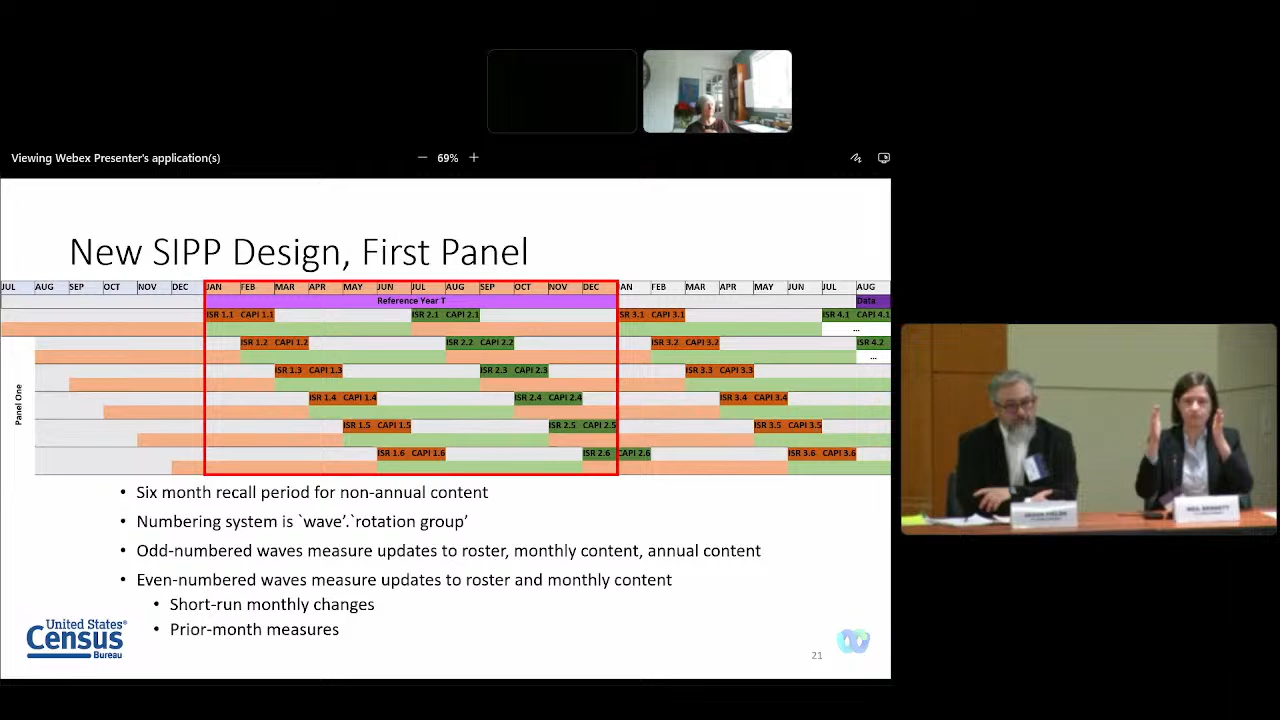 Viewing Webex Presenter's application(s)
69%
New SIPP Design, First Panel
JUL AUG SEP OCT NOV DEC JAN FEB MAR APR MAY JUN JUL AUG SEP OCT NOV DEC JAN FEB MAR APR MAY JUN JUL AUG
Reference Year T Data
ISR 1.1 CAPI 1.1 ISR 2.1 CAPI 2.1 ISR 3.1 CAPI 3.1 ISR 4.1 CAPI 4.1
...
ISR 1.2 CAPI 1.2 ISR 2.2 CAPI 2.2 ISR 3.2 CAPI 3.2 ISR 4.2
...
ISR 1.3 CAPI 1.3 ISR 2.3 CAPI 2.3 ISR 3.3 CAPI 3.3
ISR 1.4 CAPI 1.4 ISR 2.4 CAPI 2.4 ISR 3.4 CAPI 3.4
ISR 1.5 CAPI 1.5 ISR 2.5 CAPI 2.5 ISR 3.5 CAPI 3.5
ISR 1.6 CAPI 1.6 ISR 2.6 CAPI 2.6 ISR 3.6 CAPI 3.6
Panel One
• Six month recall period for non-annual content
• Numbering system is `wave'.`rotation group'
• Odd-numbered waves measure updates to roster, monthly content, annual content
• Even-numbered waves measure updates to roster and monthly content
• Short-run monthly changes
• Prior-month measures
United States®
Census
Bureau
21
JASON FIELDS
NEIL BENNETT